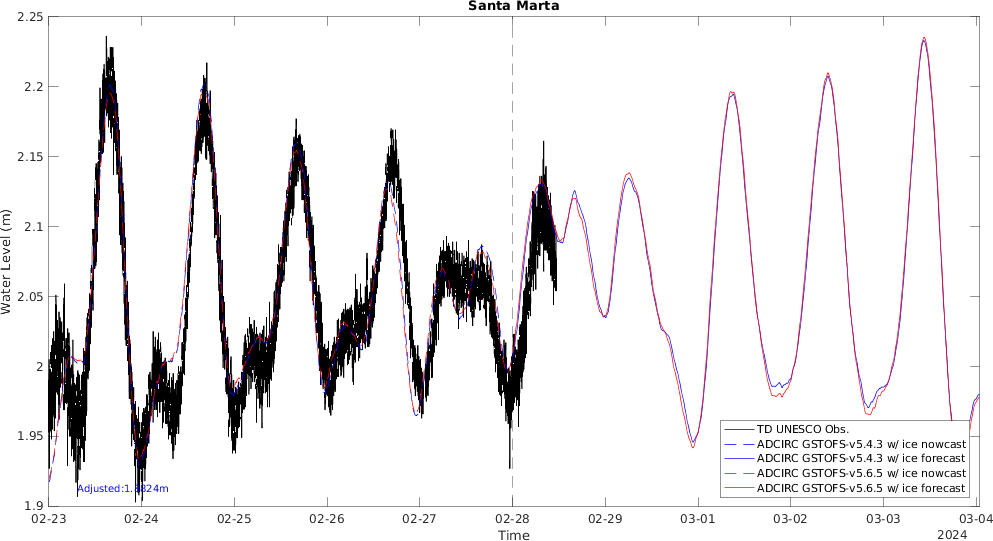 Santa Marta
2.25
2.2
2.15
2.1
2.05
2
1.95
1.9
Water Level (m)
TD UNESCO Obs.
ADCIRC GSTOFS-v5.4.3 w/ ice nowcast
ADCIRC GSTOFS-v5.4.3 w/ ice forecast
ADCIRC GSTOFS-v5.6.5 w/ ice nowcast
ADCIRC GSTOFS-v5.6.5 w/ ice forecast
02-23 02-24 02-25 02-26 02-27 02-28 02-29 03-01 03-02 03-03 03-04
Time
2024